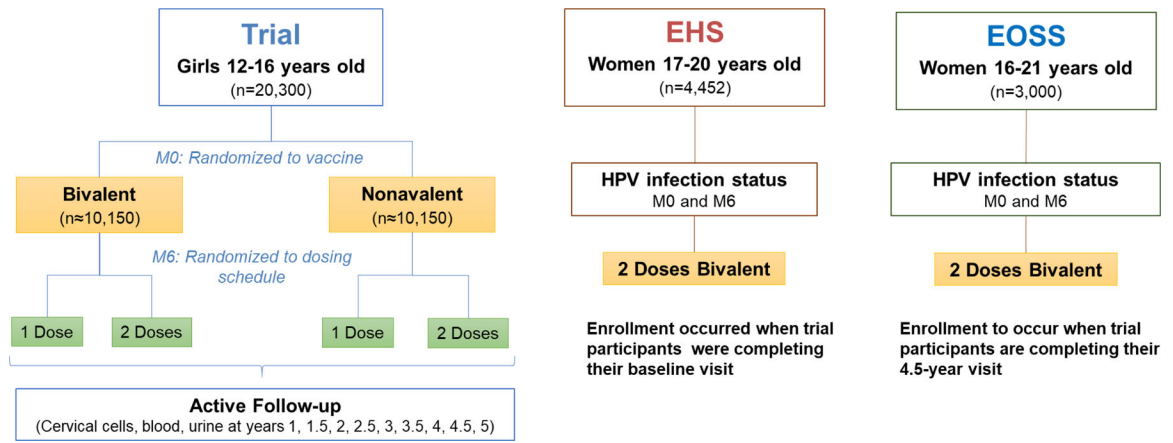 Trial
Girls 12-16 years old
(n=20,300)
M0: Randomized to vaccine
Bivalent
(n≈10,150)
Nonavalent
(n≈10,150)
M6: Randomized to dosing
schedule
1 Dose
2 Doses
1 Dose
2 Doses
Active Follow-up
(Cervical cells, blood, urine at years 1, 1.5, 2, 2.5, 3, 3.5, 4, 4.5, 5)
EHS
Women 17-20 years old
(n=4,452)
HPV infection status
M0 and M6
2 Doses Bivalent
Enrollment occurred when trial
participants were completing
their baseline visit
EOSS
Women 16-21 years old
(n=3,000)
HPV infection status
M0 and M6
2 Doses Bivalent
Enrollment to occur when trial
participants are completing their
4.5-year visit